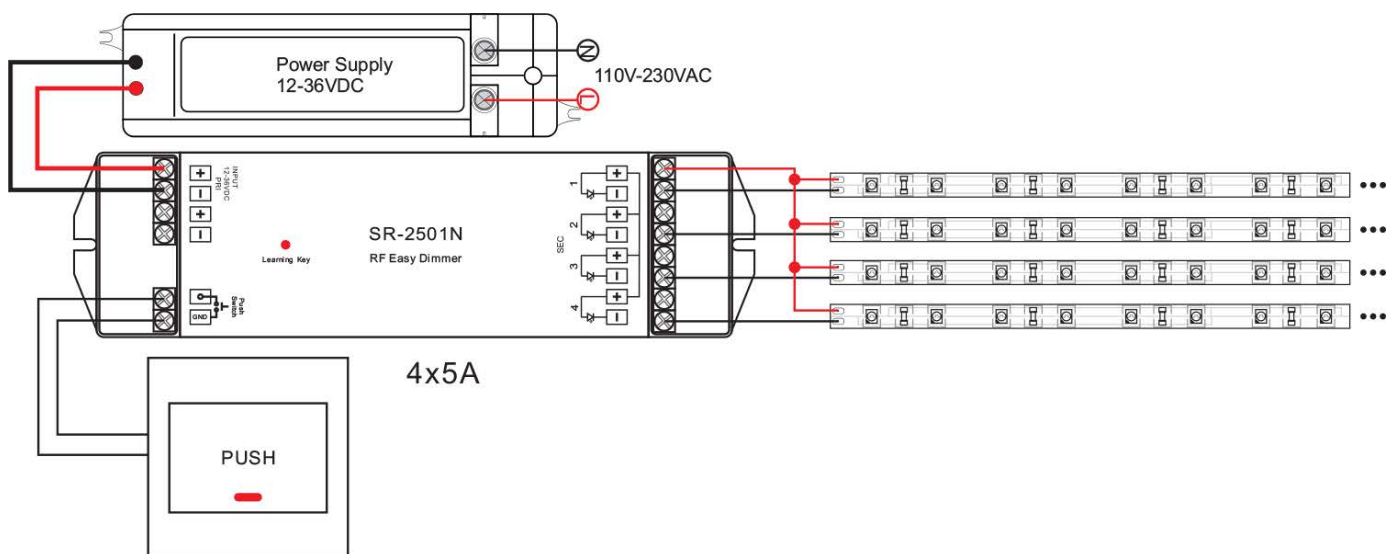 Power Supply
12-36VDC
N
110V-230VAC
L
+
−
+
−
INPUT
12-36VDC
PRI
Learning Key
SR-2501N
RF Easy Dimmer
SEC
1
+
−
2
+
−
3
+
−
4
+
−
Push
Switch
GND
4x5A
PUSH